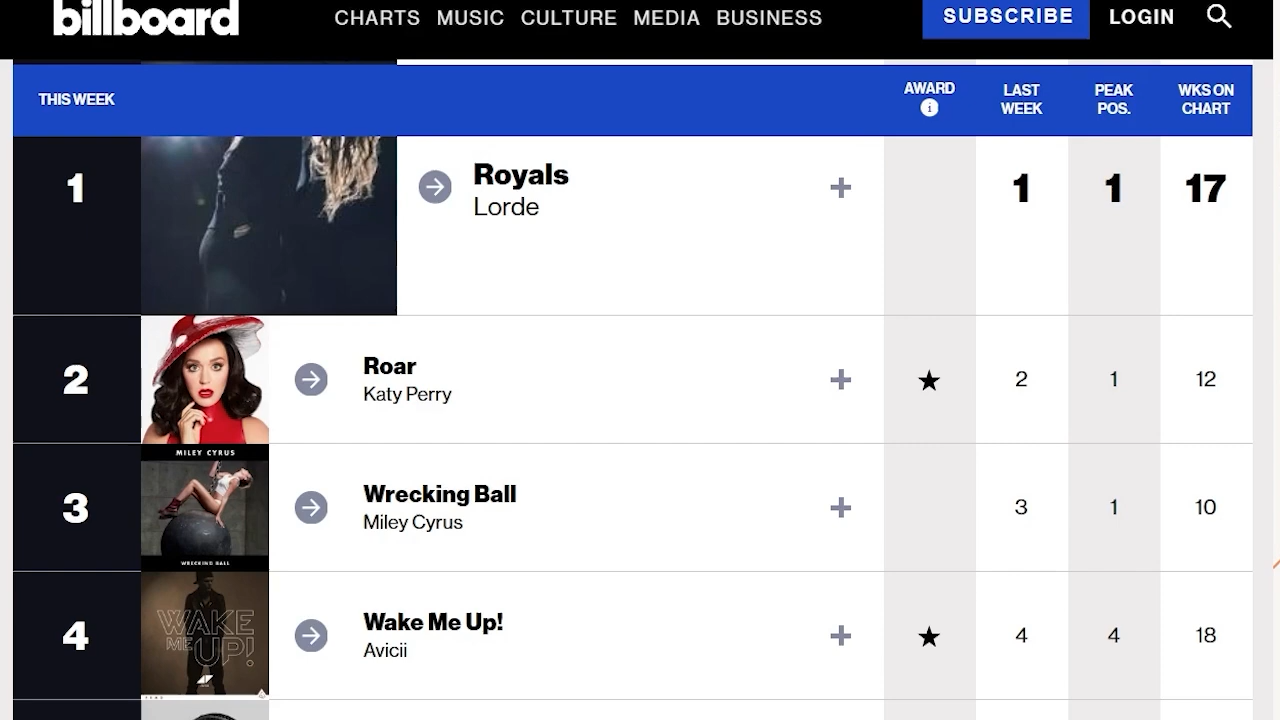 billboard
CHARTS MUSIC CULTURE MEDIA BUSINESS
SUBSCRIBE
LOGIN
THIS WEEK
AWARD
i
LAST
WEEK
PEAK
POS.
WKS ON
CHART
1
Royals
Lorde
1
1
17
2
Roar
Katy Perry
2
1
12
3
MILEY CYRUS
WRECKING BALL
Wrecking Ball
Miley Cyrus
3
1
10
4
WAKE
ME UP!
Wake Me Up!
Avicii
4
4
18